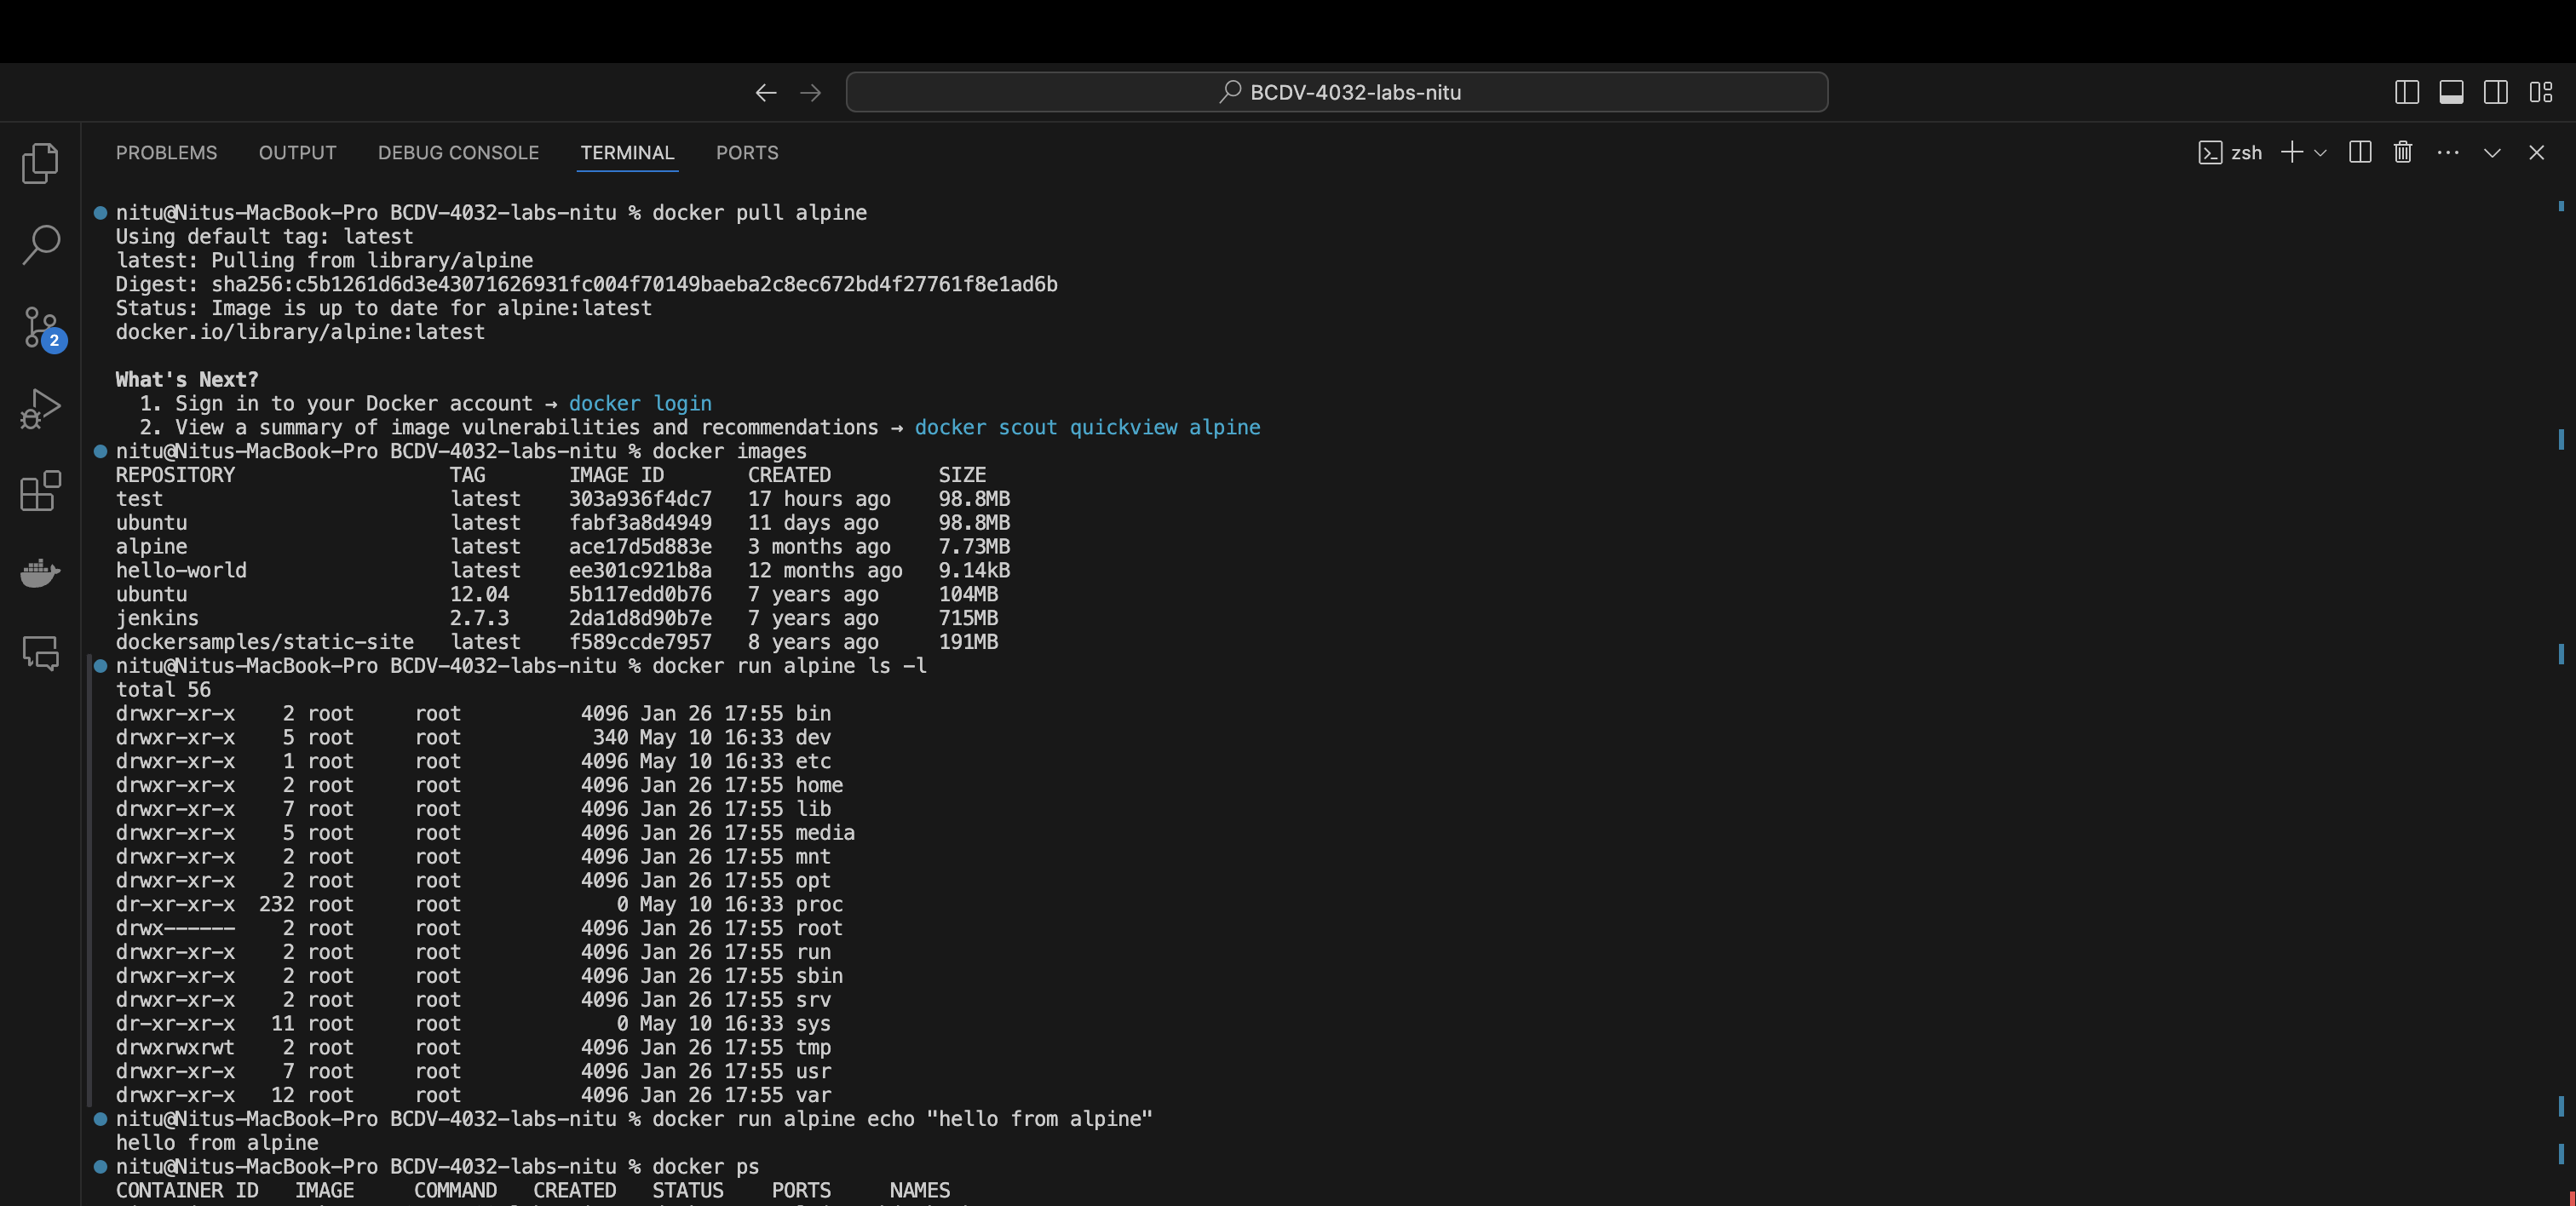 BCDV-4032-labs-nitu
PROBLEMS OUTPUT DEBUG CONSOLE TERMINAL PORTS zsh
nitu@Nitus-MacBook-Pro BCDV-4032-labs-nitu % docker pull alpine
Using default tag: latest
latest: Pulling from library/alpine
Digest: sha256:c5b1261d6d3e43071626931fc004f70149baeba2c8ec672bd4f27761f8e1ad6b
Status: Image is up to date for alpine:latest
docker.io/library/alpine:latest
What's Next?
1. Sign in to your Docker account → docker login
2. View a summary of image vulnerabilities and recommendations → docker scout quickview alpine
2
nitu@Nitus-MacBook-Pro BCDV-4032-labs-nitu % docker images
REPOSITORY TAG IMAGE ID CREATED SIZE
test latest 303a936f4dc7 17 hours ago 98.8MB
ubuntu latest fabf3a8d4949 11 days ago 98.8MB
alpine latest ace17d5d883e 3 months ago 7.73MB
hello-world latest ee301c921b8a 12 months ago 9.14kB
ubuntu 12.04 5b117edd0b76 7 years ago 104MB
jenkins 2.7.3 2da1d8d90b7e 7 years ago 715MB
dockersamples/static-site latest f589ccde7957 8 years ago 191MB
nitu@Nitus-MacBook-Pro BCDV-4032-labs-nitu % docker run alpine ls -l
total 56
drwxr-xr-x 2 root root 4096 Jan 26 17:55 bin
drwxr-xr-x 5 root root 340 May 10 16:33 dev
drwxr-xr-x 1 root root 4096 May 10 16:33 etc
drwxr-xr-x 2 root root 4096 Jan 26 17:55 home
drwxr-xr-x 7 root root 4096 Jan 26 17:55 lib
drwxr-xr-x 5 root root 4096 Jan 26 17:55 media
drwxr-xr-x 2 root root 4096 Jan 26 17:55 mnt
drwxr-xr-x 2 root root 4096 Jan 26 17:55 opt
dr-xr-xr-x 232 root root 0 May 10 16:33 proc
drwx------ 2 root root 4096 Jan 26 17:55 root
drwxr-xr-x 2 root root 4096 Jan 26 17:55 run
drwxr-xr-x 2 root root 4096 Jan 26 17:55 sbin
drwxr-xr-x 2 root root 4096 Jan 26 17:55 srv
dr-xr-xr-x 11 root root 0 May 10 16:33 sys
drwxrwxrwt 2 root root 4096 Jan 26 17:55 tmp
drwxr-xr-x 7 root root 4096 Jan 26 17:55 usr
drwxr-xr-x 12 root root 4096 Jan 26 17:55 var
nitu@Nitus-MacBook-Pro BCDV-4032-labs-nitu % docker run alpine echo "hello from alpine"
hello from alpine
nitu@Nitus-MacBook-Pro BCDV-4032-labs-nitu % docker ps
CONTAINER ID IMAGE COMMAND CREATED STATUS PORTS NAMES